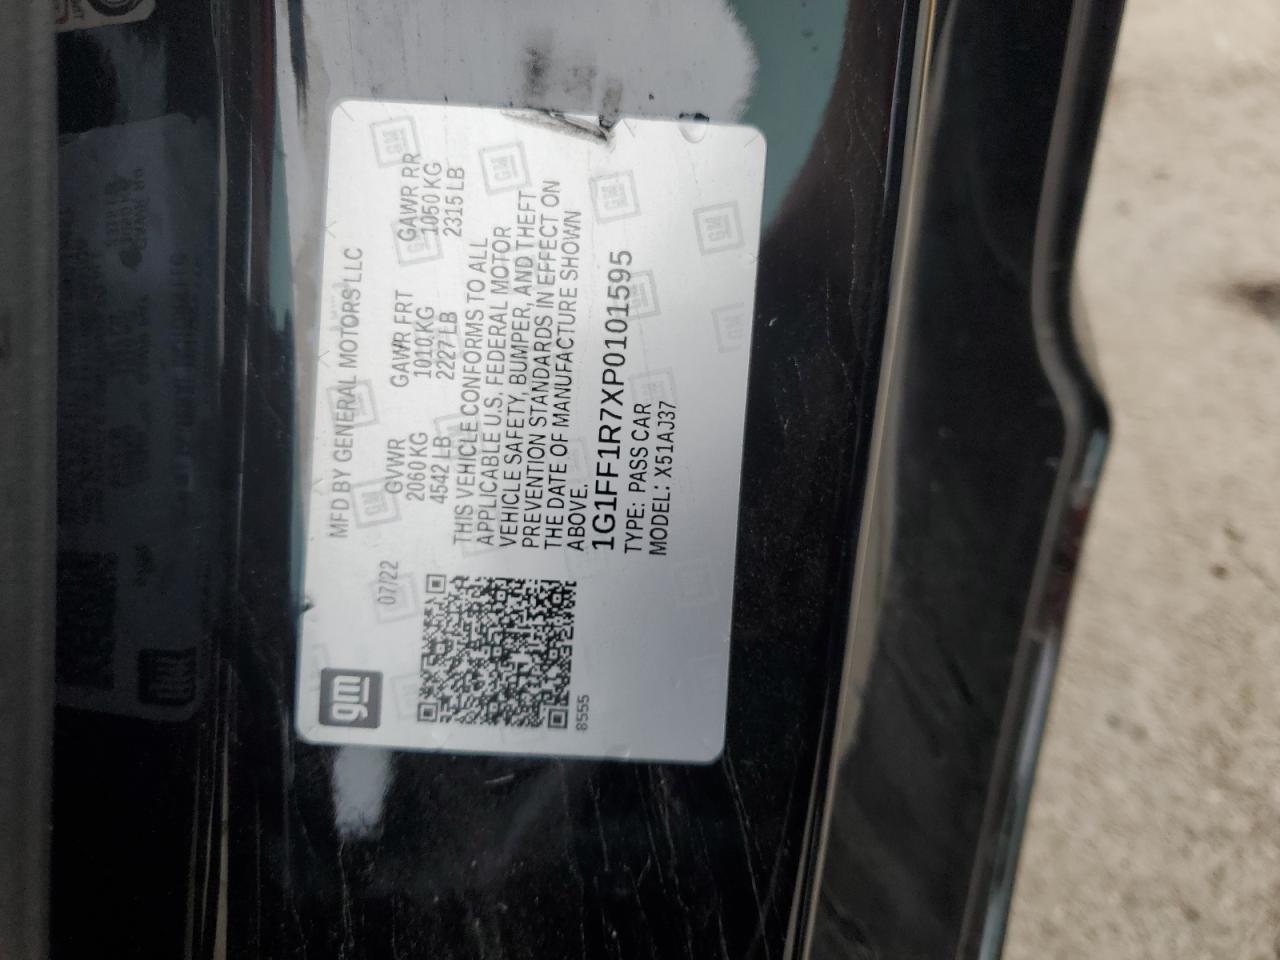 gm
MFD BY GENERAL MOTORS LLC
07/22
GVWR GAWR FRT GAWR RR
2060 KG 1010 KG 1050 KG
4542 LB 2227 LB 2315 LB
THIS VEHICLE CONFORMS TO ALL
APPLICABLE U.S. FEDERAL MOTOR
VEHICLE SAFETY, BUMPER, AND THEFT
PREVENTION STANDARDS IN EFFECT ON
THE DATE OF MANUFACTURE SHOWN
ABOVE.
1G1FF1R7XP0101595
TYPE: PASS CAR
MODEL: X51AJ37
8555